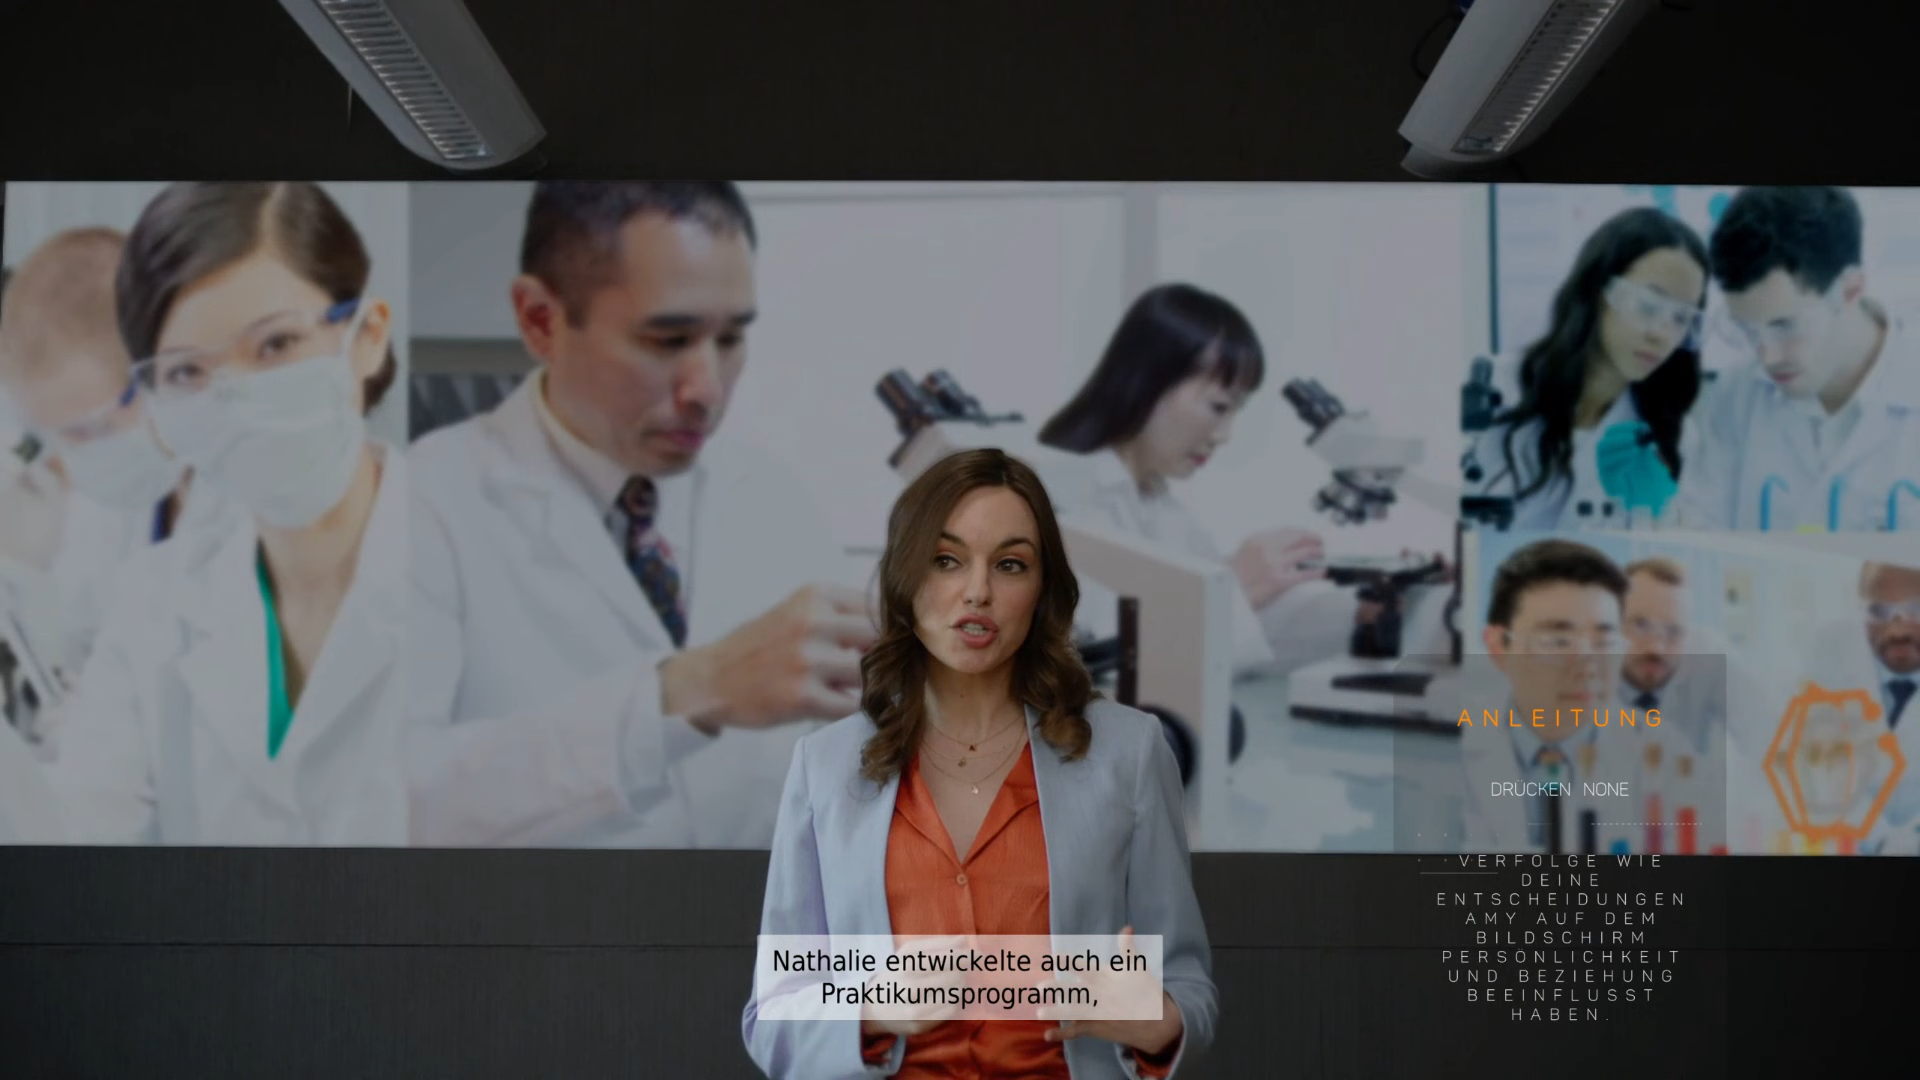 ANLEITUNG
DRÜCKEN NONE
VERFOLGE WIE
DEINE
ENTSCHEIDUNGEN
AMY AUF DEM
BILDSCHIRM
PERSÖNLICHKEIT
UND BEZIEHUNG
BEEINFLUSST
HABEN.
Nathalie entwickelte auch ein
Praktikumsprogramm,